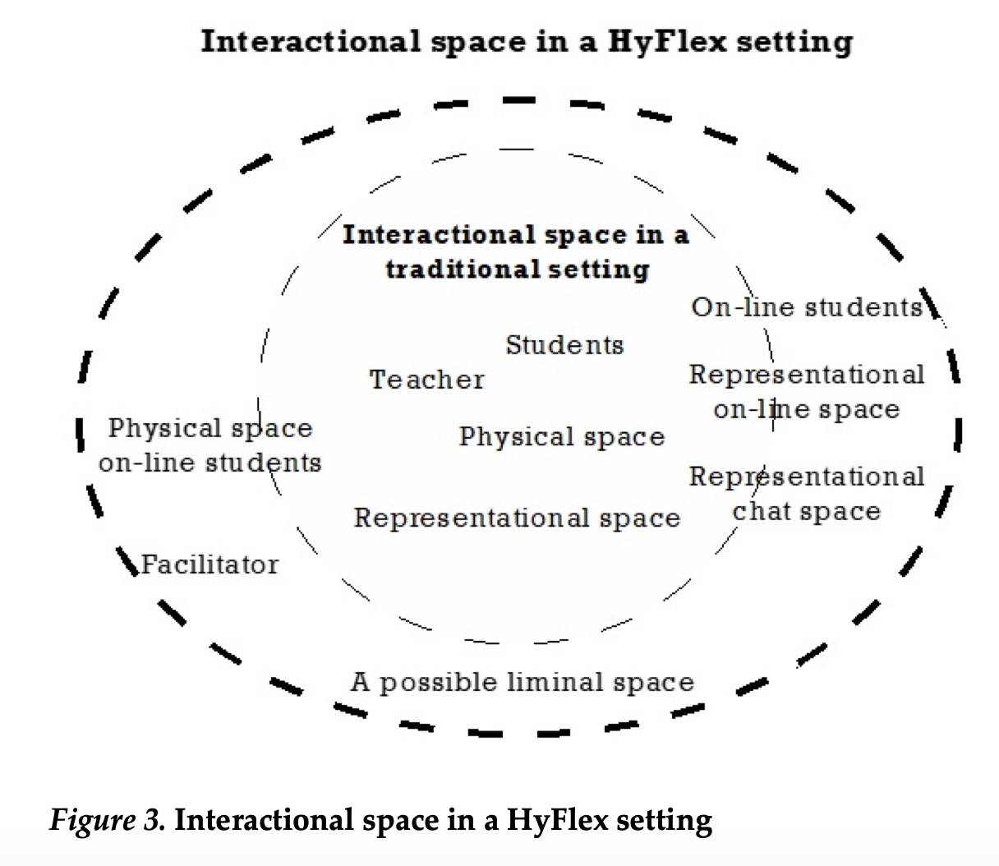 Interactional space in a HyFlex setting
Interactional space in a
traditional setting
On-line students
Students
Teacher
Representational
on-line space
Physical space
on-line students
Physical space
Representational
chat space
Representational space
Facilitator
A possible liminal space
Figure 3. Interactional space in a HyFlex setting